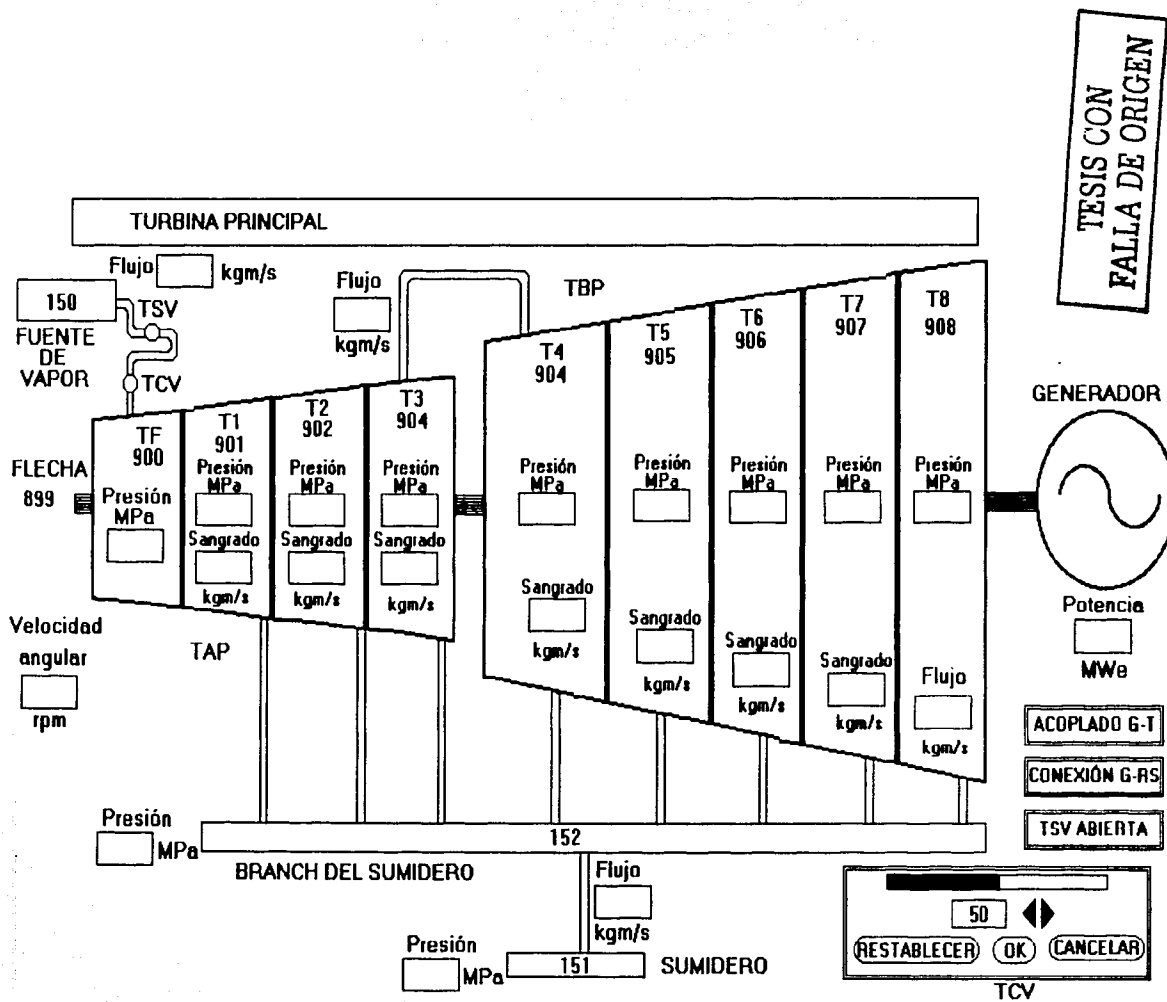 TESIS CON
FALLA DE ORIGEN
TURBINA PRINCIPAL
Flujo
kgm/s
150
FUENTE
DE
VAPOR
TSV
TCV
Flujo
kgm/s
TBP
TF
900
Presión
MPa
T1
901
Presión
MPa
Sangrado
kgm/s
T2
902
Presión
MPa
Sangrado
kgm/s
T3
904
Presión
MPa
Sangrado
kgm/s
T4
904
Presión
MPa
Sangrado
kgm/s
T5
905
Presión
MPa
Sangrado
kgm/s
T6
906
Presión
MPa
Sangrado
kgm/s
T7
907
Presión
MPa
Sangrado
kgm/s
T8
908
Presión
MPa
Flujo
kgm/s
FLECHA
899
GENERADOR
Potencia
MWe
Velocidad
angular
rpm
TAP
ACOPLADO G-T
CONEXIÓN G-RS
TSV ABIERTA
Presión
MPa
152
BRANCH DEL SUMIDERO
Flujo
kgm/s
Presión
MPa
151
SUMIDERO
50
RESTABLECER
OK
CANCELAR
TCV